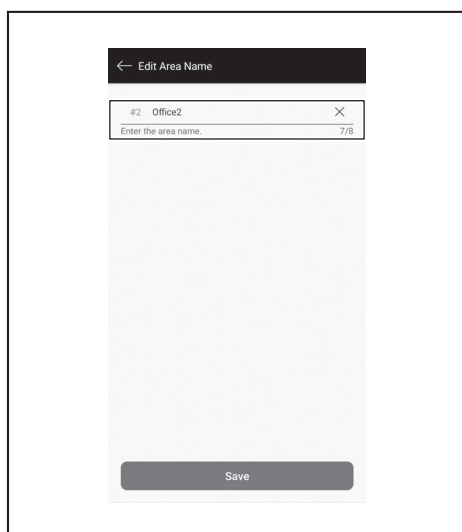 ← Edit Area Name
#2 Office2 ×
Enter the area name. 7/8
Save